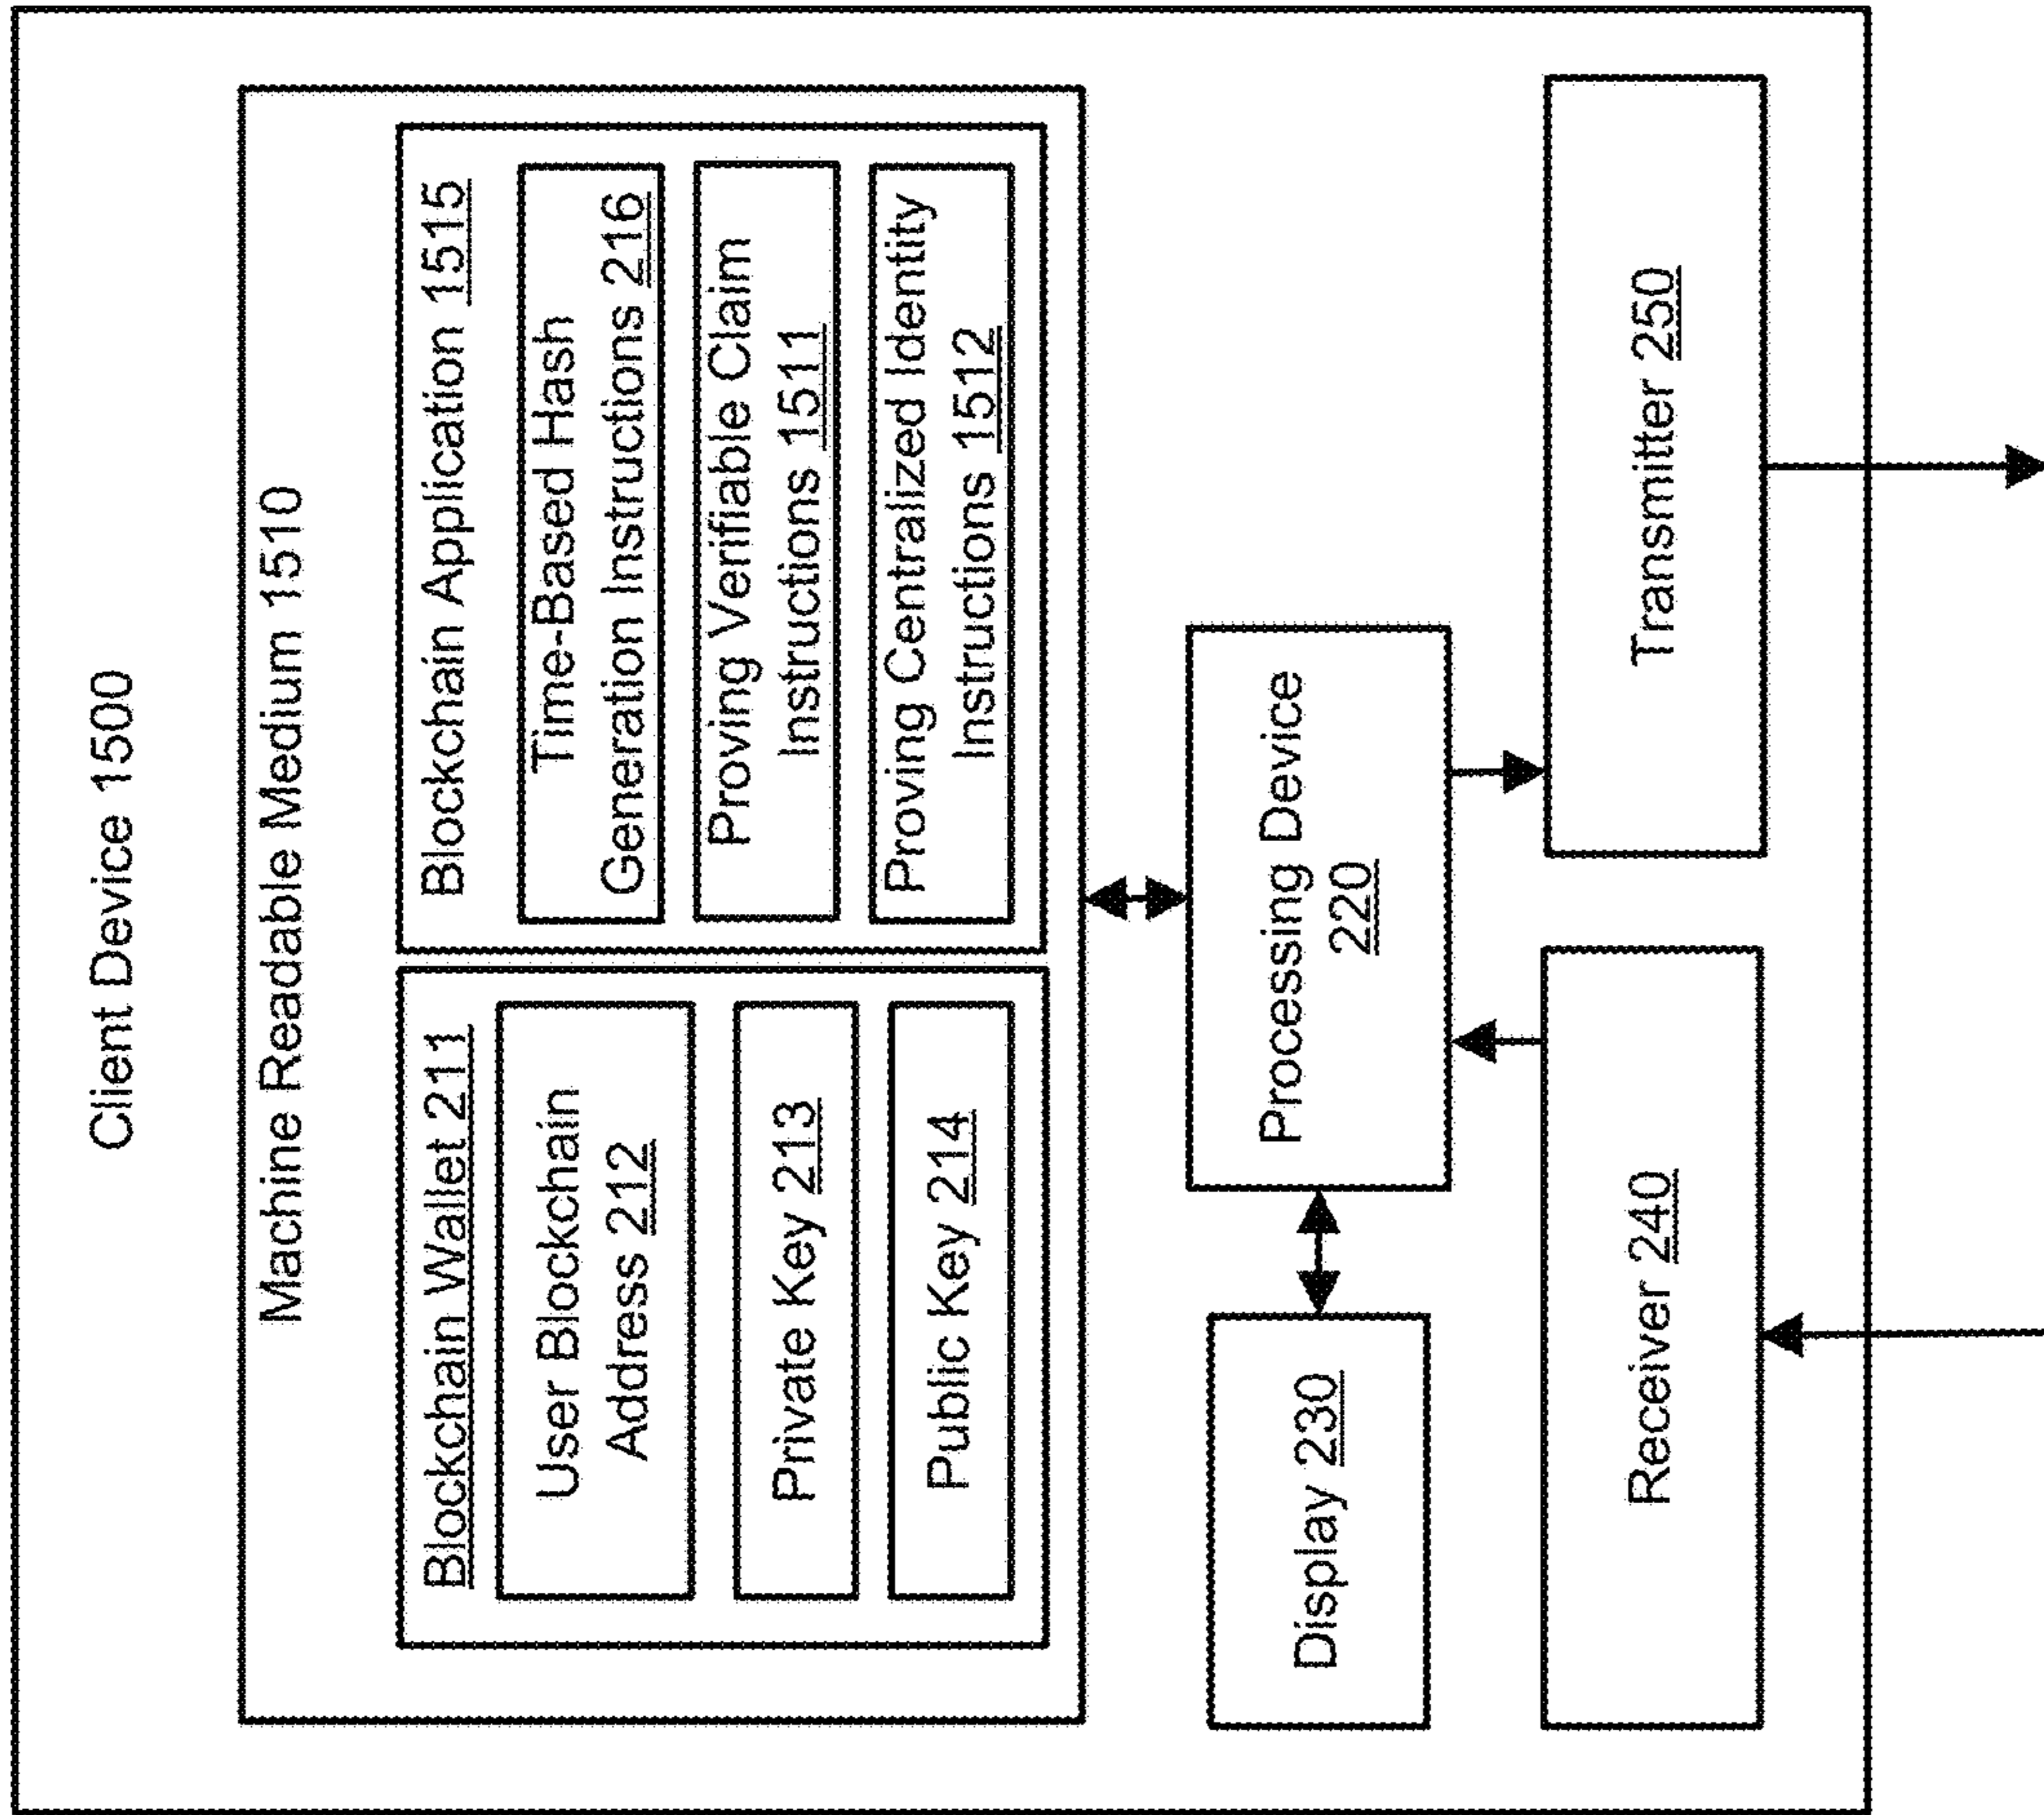 Client Device 1500
Machine Readable Medium 1510
Blockchain Wallet 211
User Blockchain
Address 212
Private Key 213
Public Key 214
Blockchain Application 1515
Time-Based Hash
Generation Instructions 216
Proving Verifiable Claim
Instructions 1511
Proving Centralized Identity
Instructions 1512
Display 230
Processing Device
220
Receiver 240
Transmitter 250